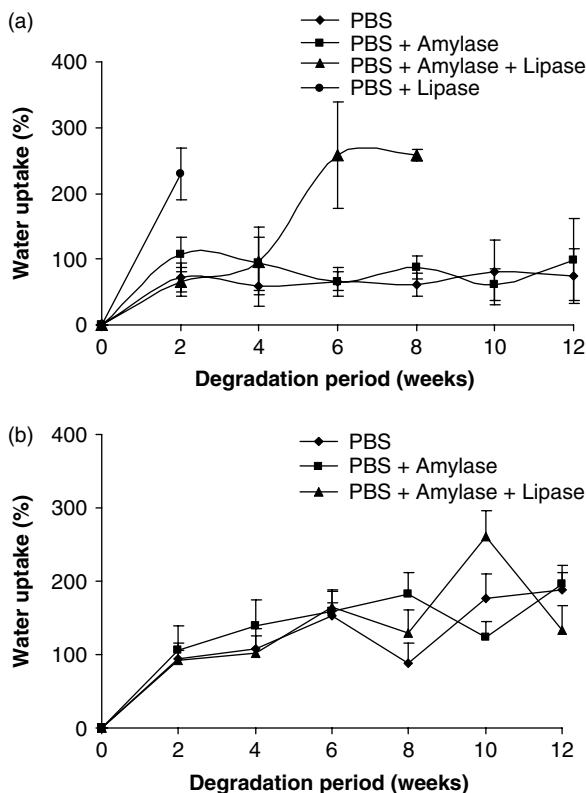 (a)
PBS
PBS + Amylase
PBS + Amylase + Lipase
PBS + Lipase
400
300
200
100
0
Water uptake (%)
0 2 4 6 8 10 12
Degradation period (weeks)
(b)
PBS
PBS + Amylase
PBS + Amylase + Lipase
400
300
200
100
0
Water uptake (%)
0 2 4 6 8 10 12
Degradation period (weeks)